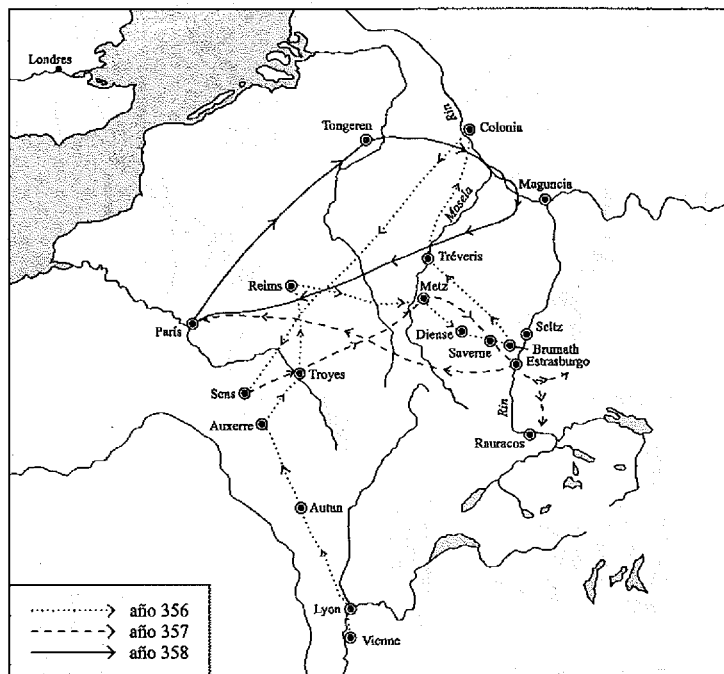 Londres
Tongeren
Rin
Colonia
Maguncia
Mosela
Tréveris
Reims
Metz
París
Diense
Seltz
Saverne
Brumath
Estrasburgo
Troyes
Sens
Rin
Auxerre
Rauracos
Autun
Lyon
Vienne
año 356
año 357
año 358